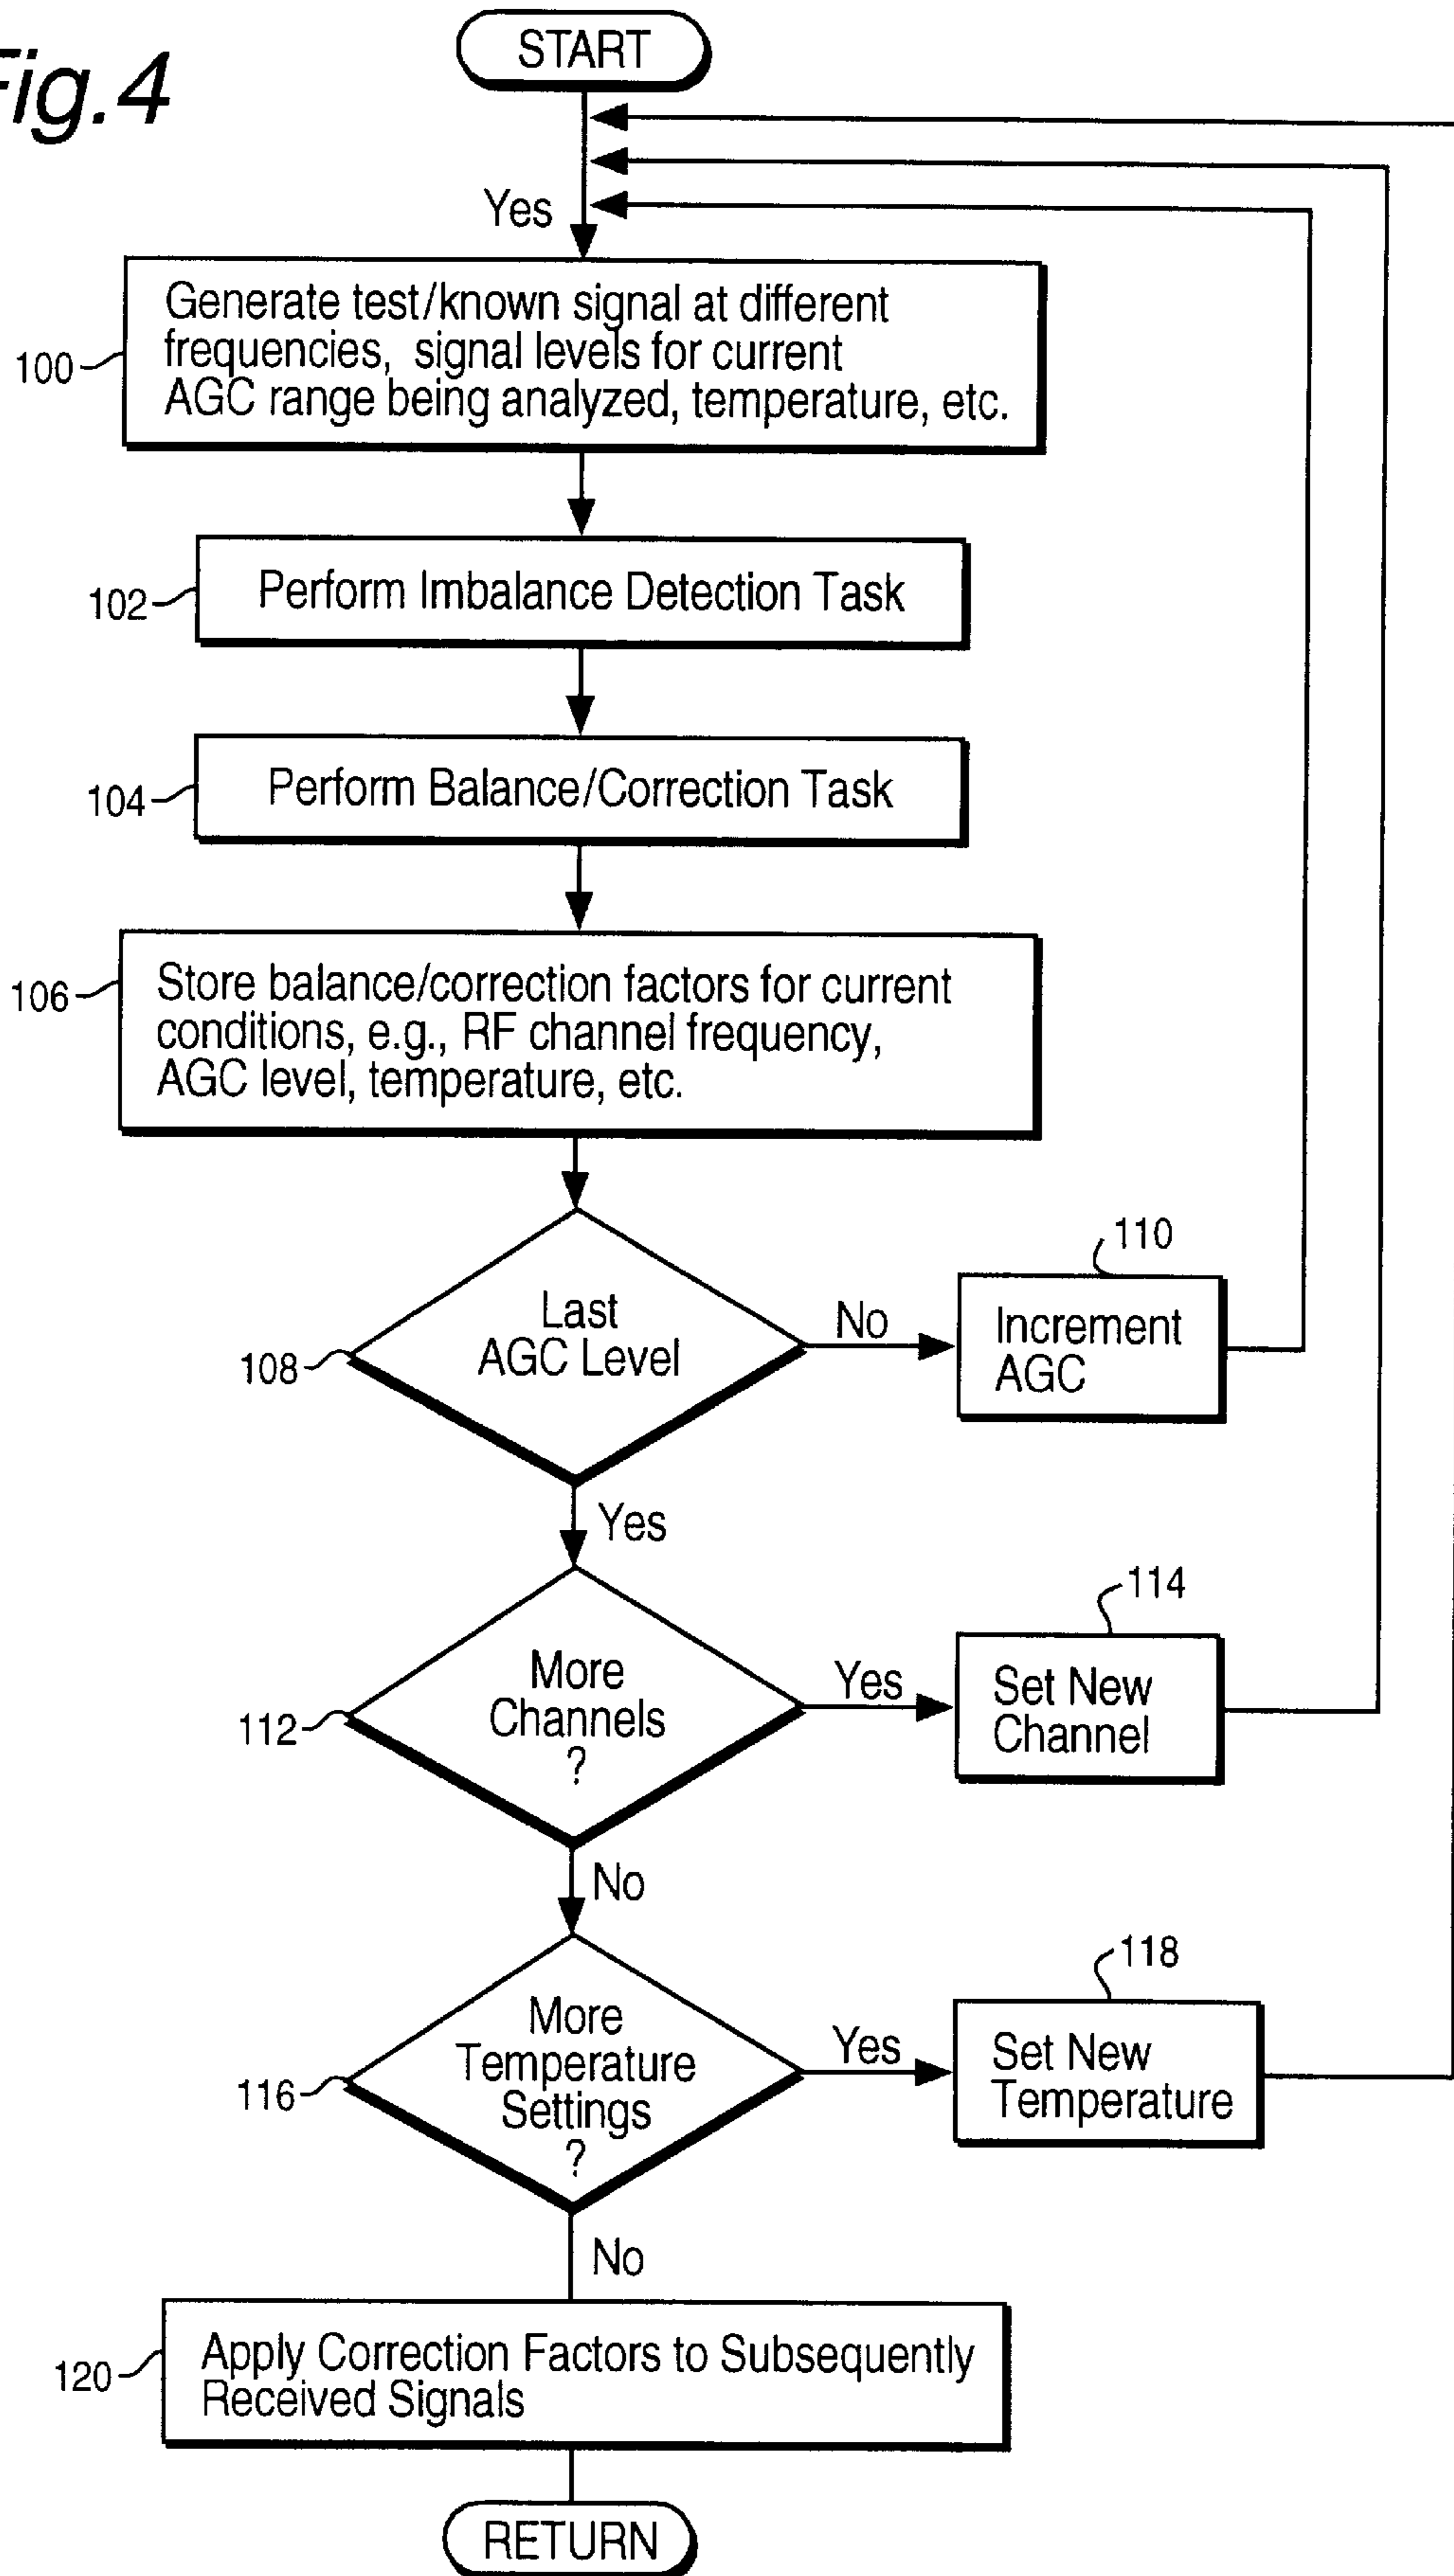 Fig.4
START
Yes
Generate test/known signal at different
frequencies, signal levels for current
AGC range being analyzed, temperature, etc.
100
Perform Imbalance Detection Task
102
Perform Balance/Correction Task
104
Store balance/correction factors for current
conditions, e.g., RF channel frequency,
AGC level, temperature, etc.
106
Last
AGC Level
108
No
110
Increment
AGC
Yes
More
Channels
?
112
Yes
114
Set New
Channel
No
More
Temperature
Settings
?
116
Yes
118
Set New
Temperature
No
Apply Correction Factors to Subsequently
Received Signals
120
RETURN